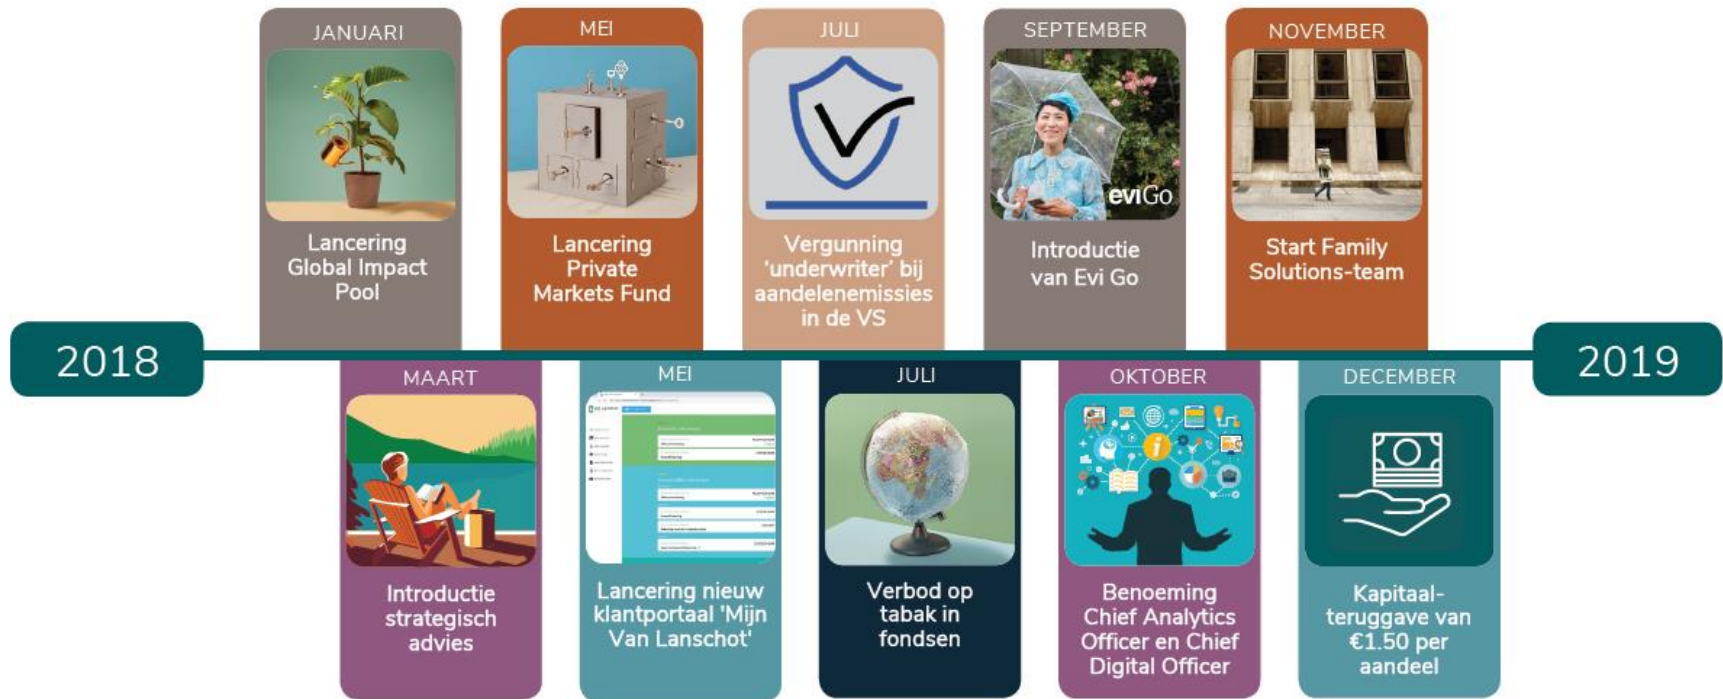 JANUARI
Lancering
Global Impact
Pool
MEI
Lancering
Private
Markets Fund
JULI
Vergunning
‘underwriter’ bij
aandelenemissies
in de VS
SEPTEMBER
eviGo
Introductie
van Evi Go
NOVEMBER
Start Family
Solutions-team
2018
2019
MAART
Introductie
strategisch
advies
MEI
Lancering nieuw
klantportaal 'Mijn
Van Lanschot'
JULI
Verbod op
tabak in
fondsen
OKTOBER
Benoeming
Chief Analytics
Officer en Chief
Digital Officer
DECEMBER
Kapitaal-
teruggave van
€1.50 per
aandeel